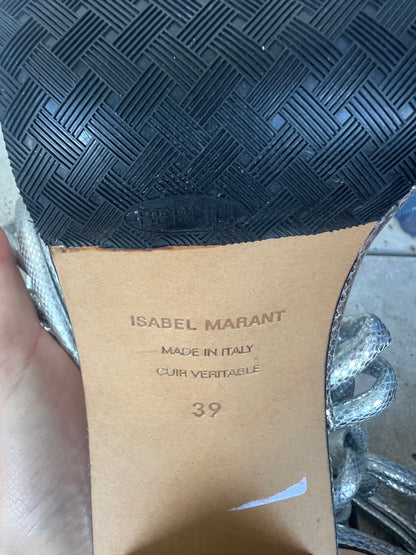 ISABEL MARANT
MADE IN ITALY
CUIR VERITABLE
39